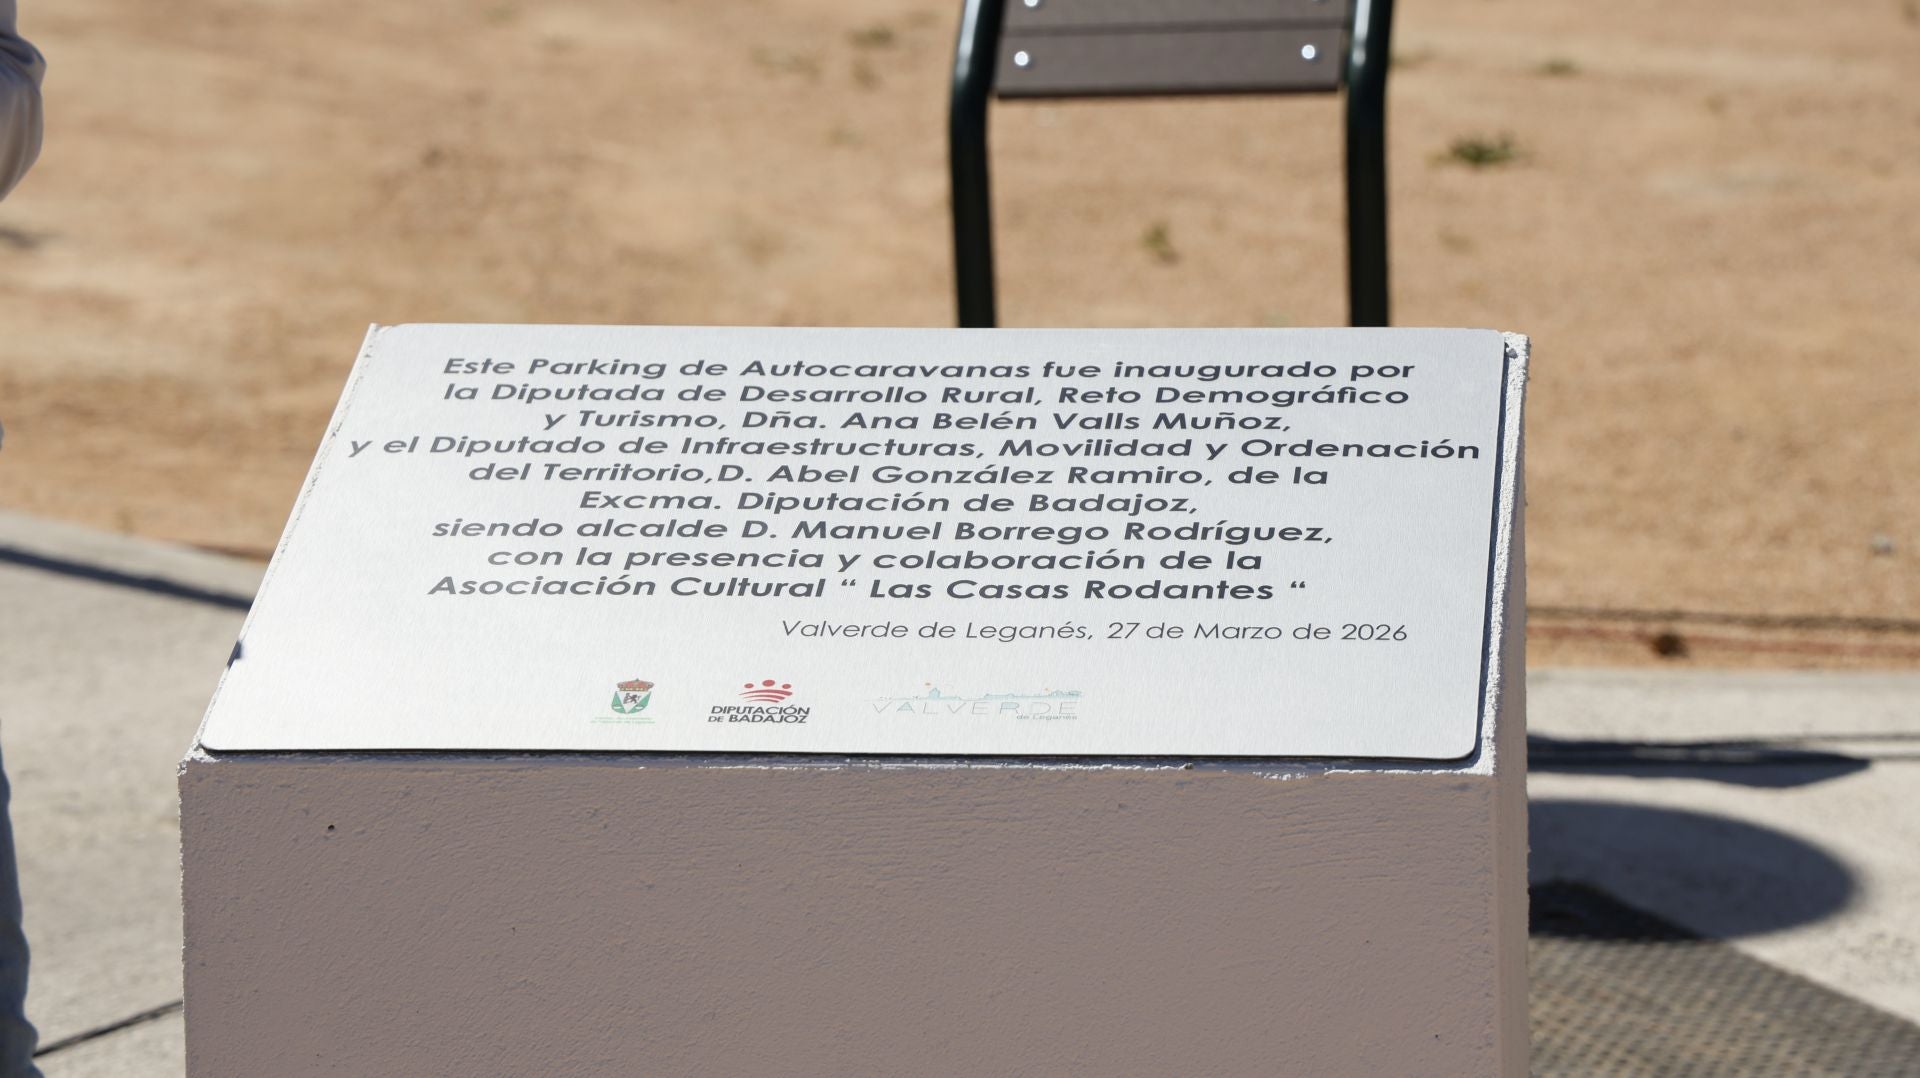 Este Parking de Autocaravanas fue inaugurado por
la Diputada de Desarrollo Rural, Reto Demográfico
y Turismo, Dña. Ana Belén Valls Muñoz,
y el Diputado de Infraestructuras, Movilidad y Ordenación
del Territorio,D. Abel González Ramiro, de la
Excma. Diputación de Badajoz,
siendo alcalde D. Manuel Borrego Rodríguez,
con la presencia y colaboración de la
Asociación Cultural “ Las Casas Rodantes “
Valverde de Leganés, 27 de Marzo de 2026
DIPUTACIÓN
DE BADAJOZ
VALVERDE
de Leganés